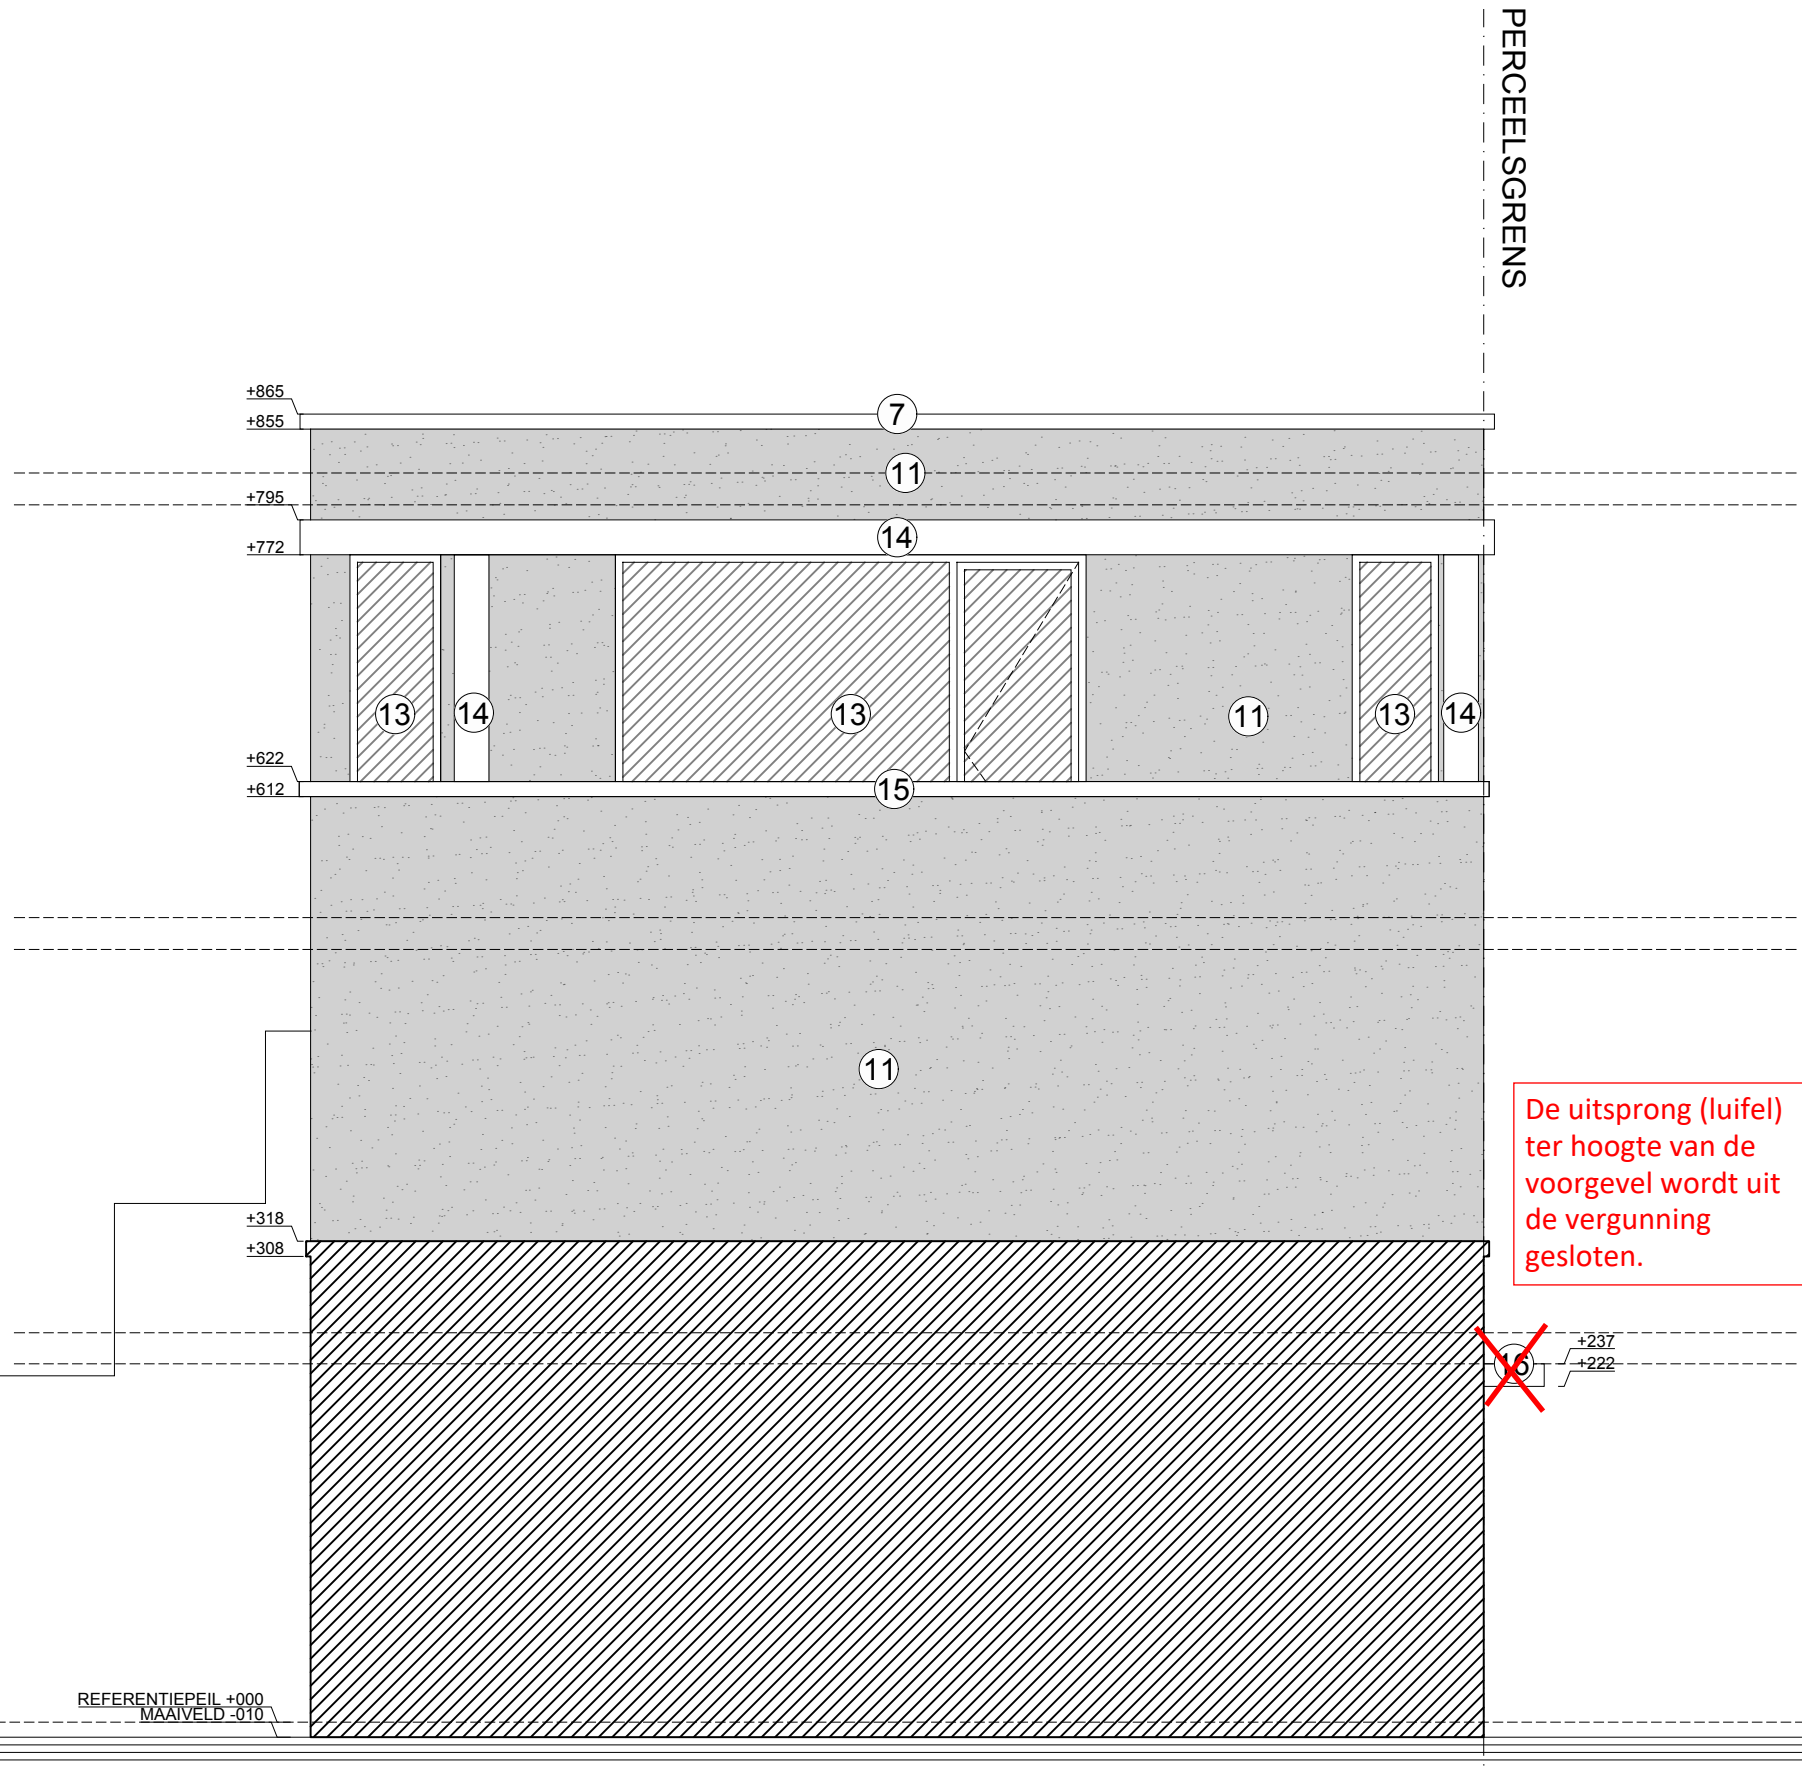 PERCEELSGRENS
+865
7
+855
11
+795
14
+772
13
14
13
11
13
14
+622
15
+612
11
De uitsprong (luifel)
ter hoogte van de
voorgevel wordt uit
de vergunning
gesloten.
+318
+308
+237
16
+222
REFERENTIEPEIL +000
MAAIVELD -010